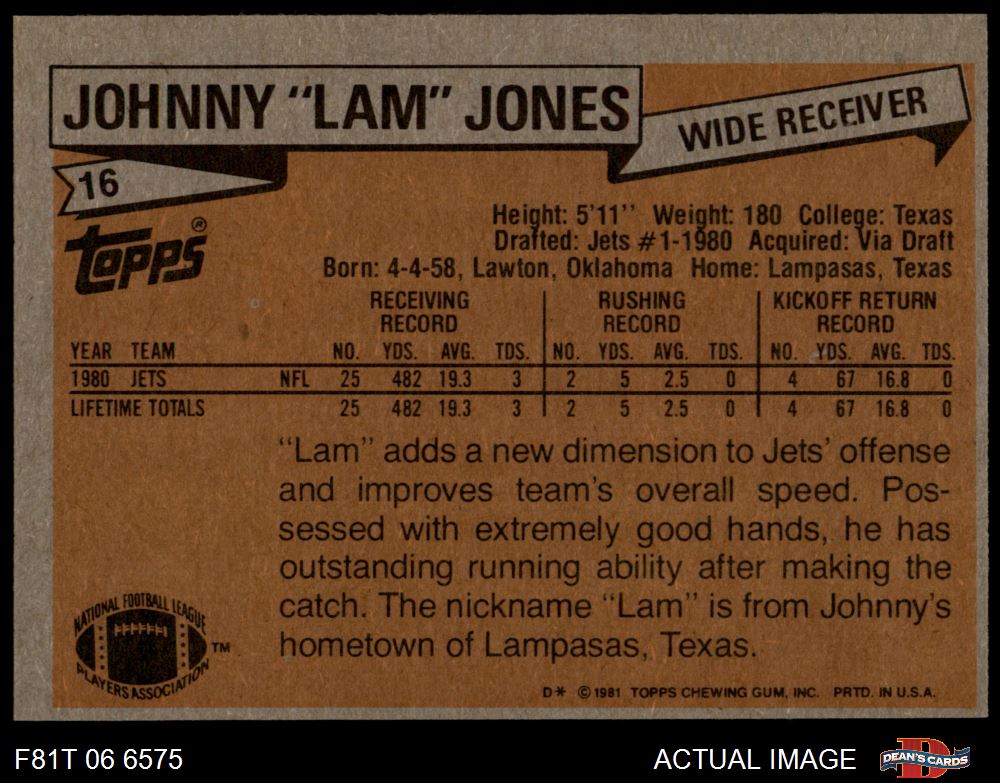 JOHNNY "LAM" JONES
WIDE RECEIVER
16
Topps®
Height: 5'11'' Weight: 180 College: Texas
Drafted: Jets #1-1980 Acquired: Via Draft
Born: 4-4-58, Lawton, Oklahoma Home: Lampasas, Texas
RECEIVING RECORD RUSHING RECORD KICKOFF RETURN RECORD
YEAR TEAM NO. YDS. AVG. TDS. NO. YDS. AVG. TDS. NO. YDS. AVG. TDS.
1980 JETS NFL 25 482 19.3 3 2 5 2.5 0 4 67 16.8 0
LIFETIME TOTALS 25 482 19.3 3 2 5 2.5 0 4 67 16.8 0
"Lam" adds a new dimension to Jets' offense
and improves team's overall speed. Pos-
sessed with extremely good hands, he has
outstanding running ability after making the
catch. The nickname "Lam" is from Johnny's
hometown of Lampasas, Texas.
NATIONAL FOOTBALL LEAGUE
PLAYERS ASSOCIATION
TM
D* ©1981 TOPPS CHEWING GUM, INC. PRTD. IN U.S.A.
F81T 06 6575
ACTUAL IMAGE
DEAN'S CARDS